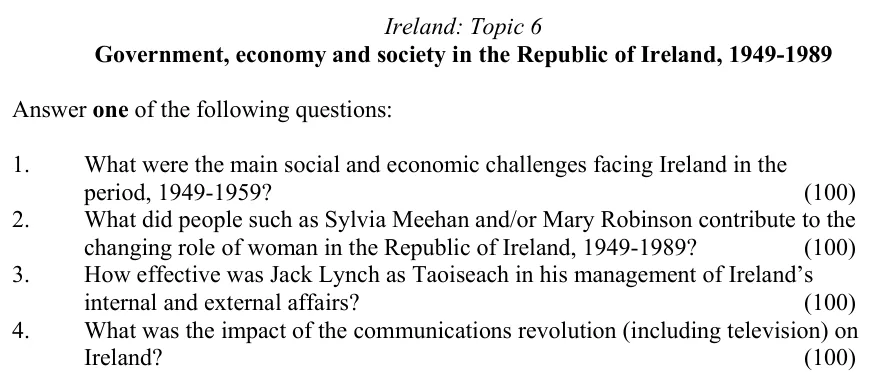 Ireland: Topic 6
Government, economy and society in the Republic of Ireland, 1949-1989
Answer one of the following questions:
1. What were the main social and economic challenges facing Ireland in the
period, 1949-1959? (100)
2. What did people such as Sylvia Meehan and/or Mary Robinson contribute to the
changing role of woman in the Republic of Ireland, 1949-1989? (100)
3. How effective was Jack Lynch as Taoiseach in his management of Ireland’s
internal and external affairs? (100)
4. What was the impact of the communications revolution (including television) on
Ireland? (100)